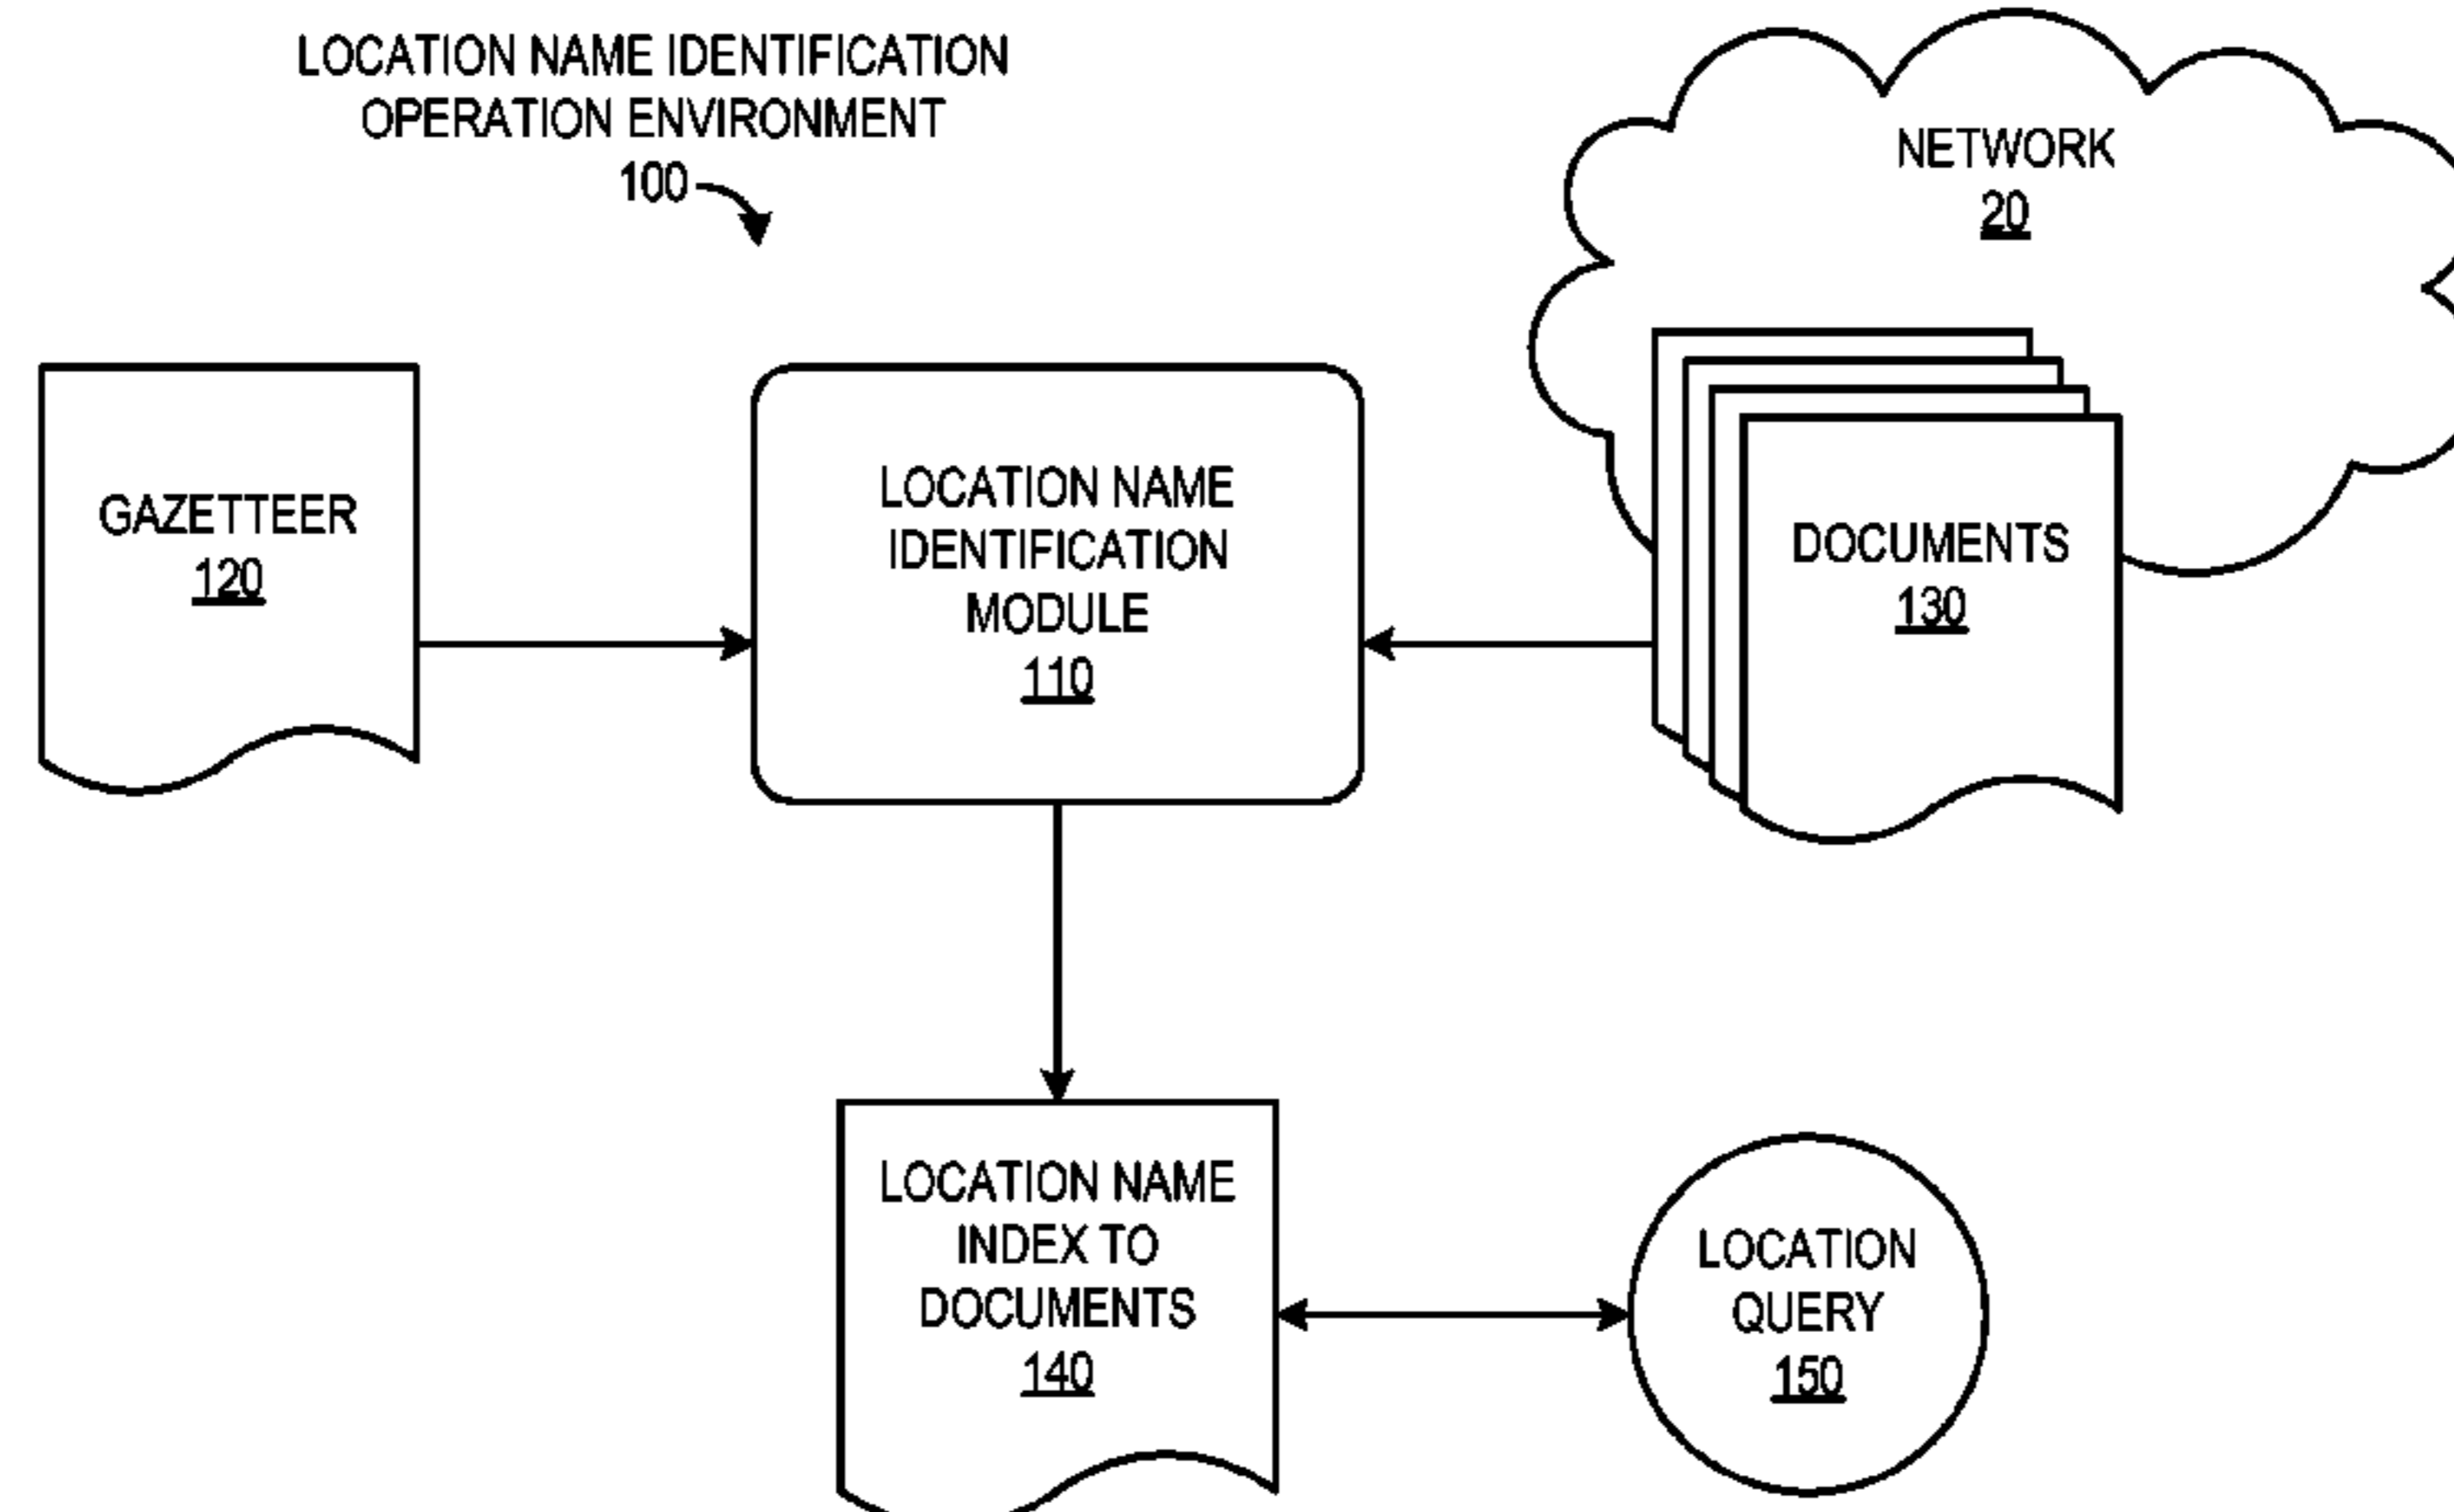 LOCATION NAME IDENTIFICATION
OPERATION ENVIRONMENT
100
NETWORK
20
GAZETTEER
120
LOCATION NAME
IDENTIFICATION
MODULE
110
DOCUMENTS
130
LOCATION NAME
INDEX TO
DOCUMENTS
140
LOCATION
QUERY
150